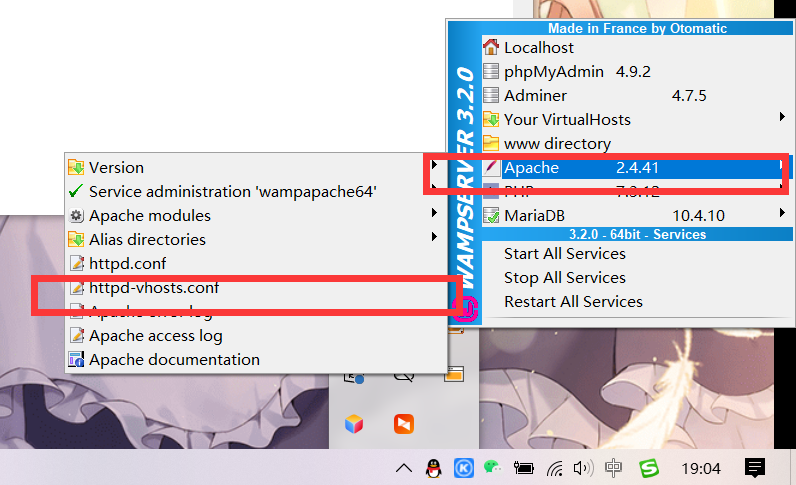 Made in France by Otomatic
WAMPSERVER 3.2.0
Localhost
phpMyAdmin 4.9.2
Adminer 4.7.5
Your VirtualHosts
www directory
Apache 2.4.41
PHP 7.3.12
MariaDB 10.4.10
3.2.0 - 64bit - Services
Start All Services
Stop All Services
Restart All Services
Version
Service administration 'wampapache64'
Apache modules
Alias directories
httpd.conf
httpd-vhosts.conf
Apache error log
Apache access log
Apache documentation
中
19:04